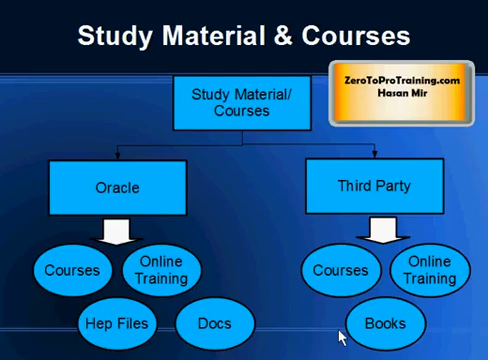 Study Material & Courses
ZeroToProTraining.com
Hasan Mir
Study Material/
Courses
Oracle
Third Party
Courses
Online
Training
Courses
Online
Training
Hep Files
Docs
Books